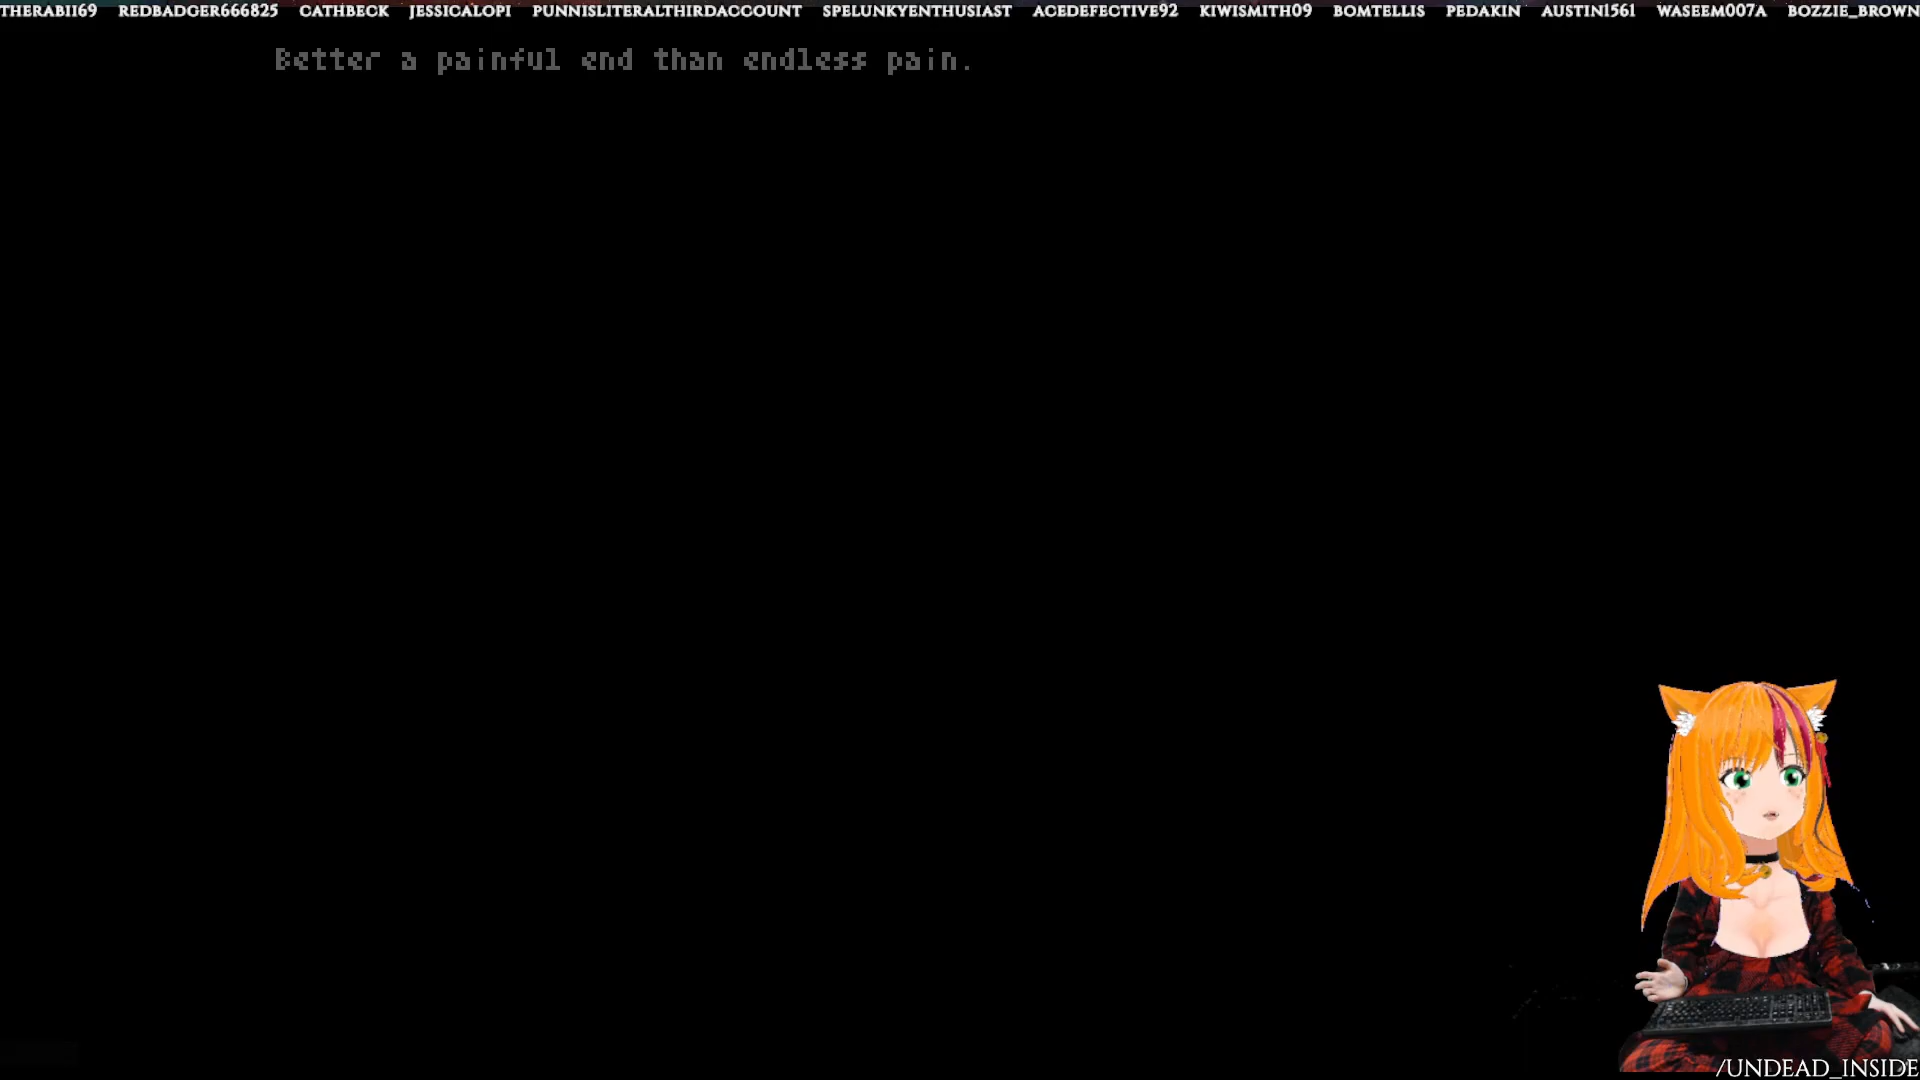 THERABII69 REDBADGER666825 CATHBECK JESSICALOPI PUNNISLITERALTHIRDACCOUNT SPELUNKYENTHUSIAST ACEDEFECTIVE92 KIWISMITH09 BOMTELLIS PEDAKIN AUSTIN1561 WASEEM007A BOZZIE_BROWN
Better a painful end than endless pain.
/UNDEAD_INSIDE